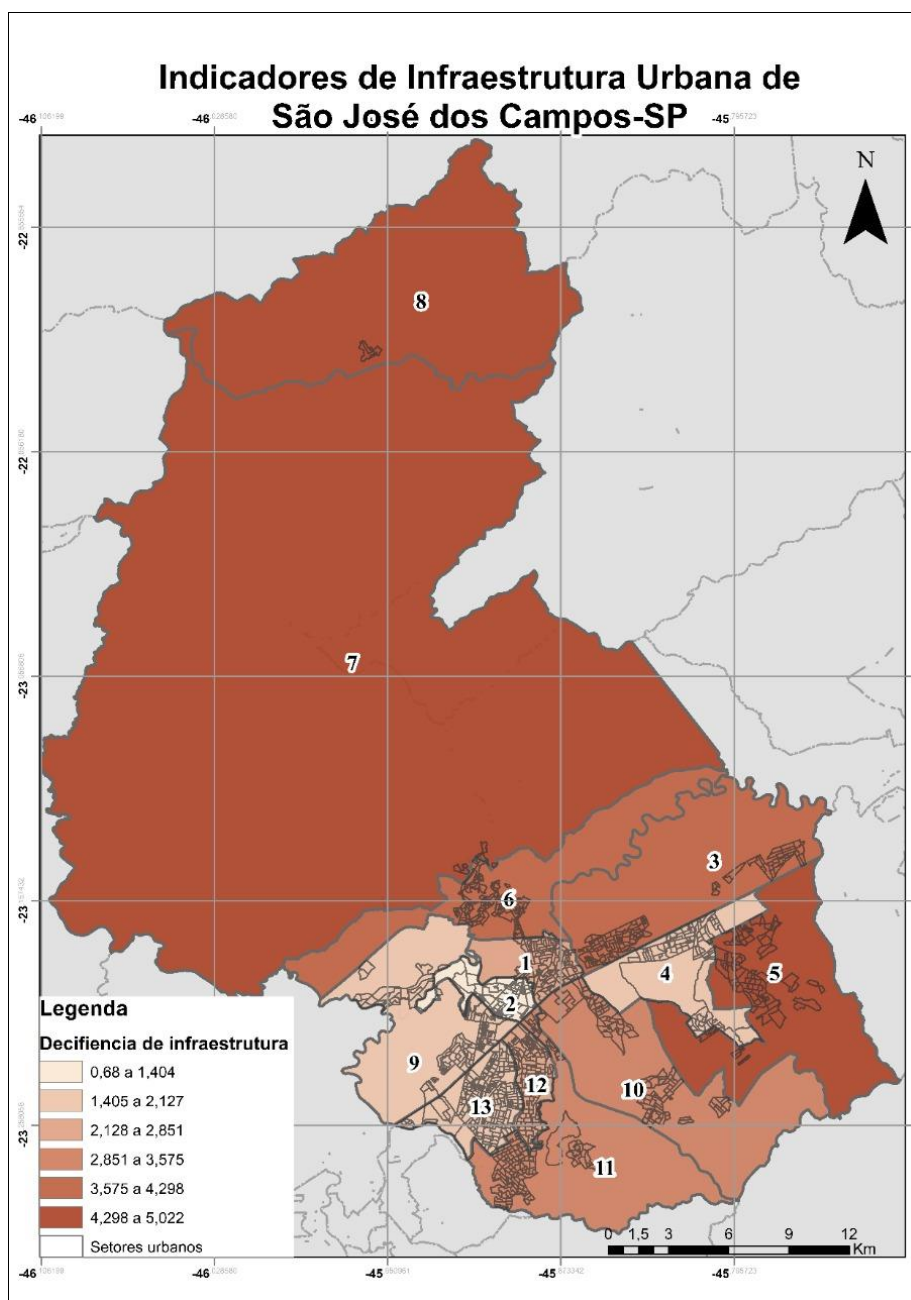 Indicadores de Infraestrutura Urbana de
São José dos Campos-SP
-46
-46
-45
-45
N
-22
-22
-23
-23
-23
8
7
3
6
1
4
5
2
9
10
12
13
11
Legenda
Decifiencia de infraestrutura
0,68 a 1,404
1,405 a 2,127
2,128 a 2,851
2,851 a 3,575
3,575 a 4,298
4,298 a 5,022
Setores urbanos
0 1,5 3 6 9 12
Km
-46
-46
-45
-45
-45